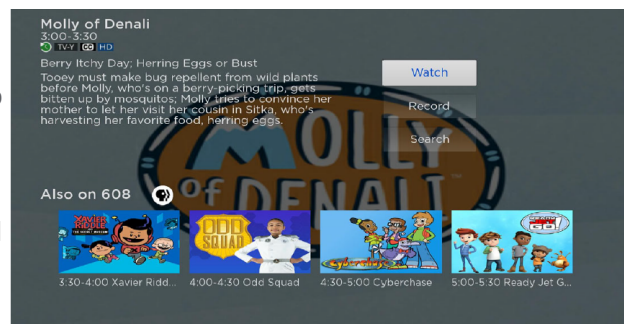 Molly of Denali
3:00-3:30
TV-Y CC HD
Berry Itchy Day; Herring Eggs or Bust
Tooey must make bug repellent from wild plants
before Molly, who's on a berry-picking trip, gets
bitten up by mosquitos; Molly tries to convince her
mother to let her visit her cousin in Sitka, who's
harvesting her favorite food, herring eggs.
Watch
Record
Search
MOLLY
OF DENALI
Also on 608
XAVIER
RIDDLE
ODD
SQUAD
Cyberchase
READY
JET
GO!
3:30-4:00 Xavier Ridd...
4:00-4:30 Odd Squad
4:30-5:00 Cyberchase
5:00-5:30 Ready Jet G...